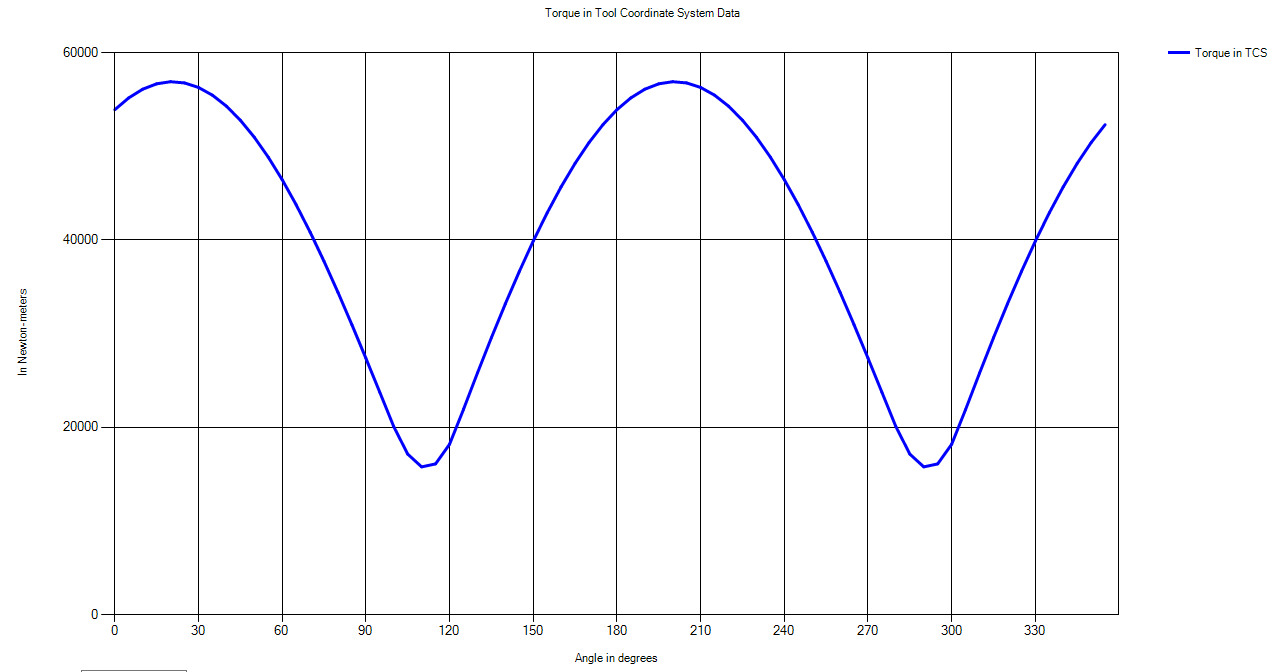 Torque in Tool Coordinate System Data
60000
40000
20000
0
In Newton-meters
0 30 60 90 120 150 180 210 240 270 300 330
Angle in degrees
Torque in TCS